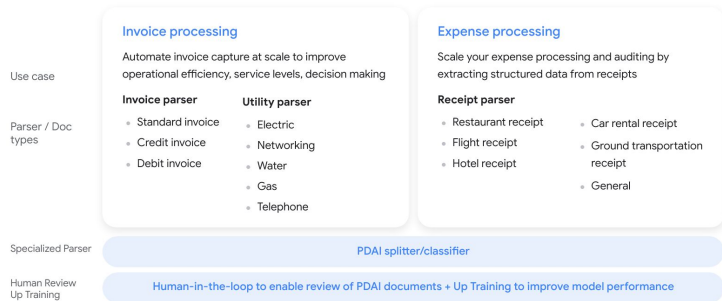 Invoice processing
Automate invoice capture at scale to improve
operational efficiency, service levels, decision making
Invoice parser
Standard invoice
Credit invoice
Debit invoice
Utility parser
Electric
Networking
Water
Gas
Telephone
Expense processing
Scale your expense processing and auditing by
extracting structured data from receipts
Receipt parser
Restaurant receipt
Flight receipt
Hotel receipt
Car rental receipt
Ground transportation
receipt
General
Use case
Parser / Doc
types
Specialized Parser
PDAI splitter/classifier
Human Review
Up Training
Human-in-the-loop to enable review of PDAI documents + Up Training to improve model performance